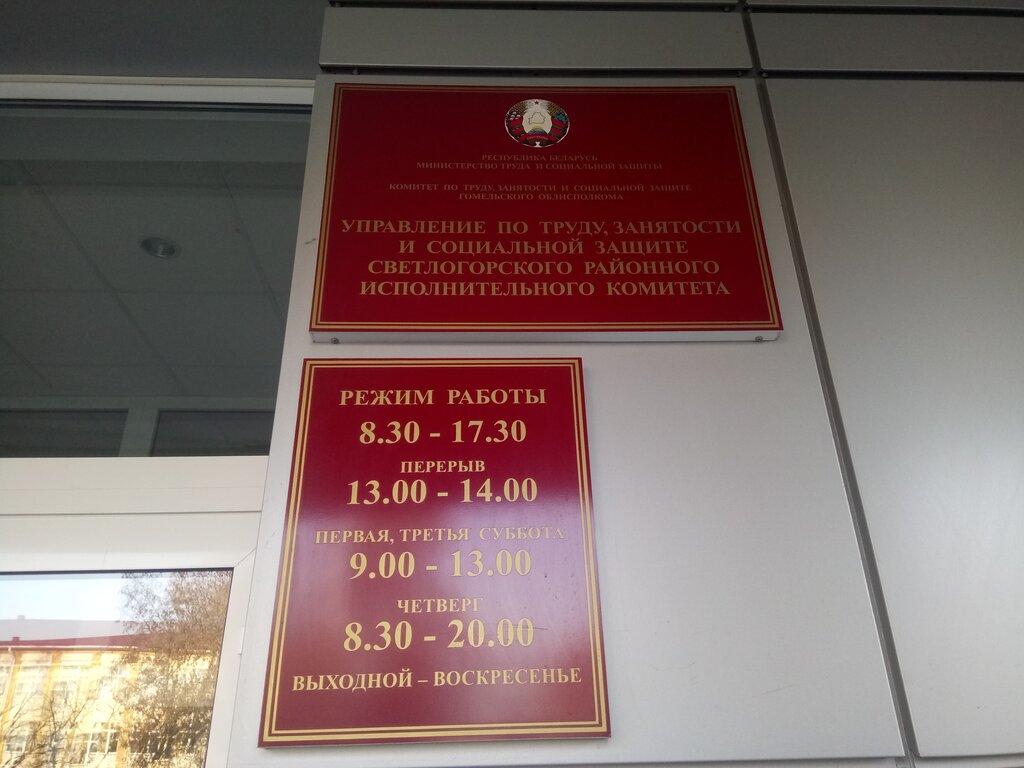 РЕСПУБЛИКА БЕЛАРУСЬ
МИНИСТЕРСТВО ТРУДА И СОЦИАЛЬНОЙ ЗАЩИТЫ
КОМИТЕТ ПО ТРУДУ, ЗАНЯТОСТИ И СОЦИАЛЬНОЙ ЗАЩИТЕ
ГОМЕЛЬСКОГО ОБЛИСПОЛКОМА
УПРАВЛЕНИЕ ПО ТРУДУ, ЗАНЯТОСТИ
И СОЦИАЛЬНОЙ ЗАЩИТЕ
СВЕТЛОГОРСКОГО РАЙОННОГО
ИСПОЛНИТЕЛЬНОГО КОМИТЕТА
РЕЖИМ РАБОТЫ
8.30 - 17.30
ПЕРЕРЫВ
13.00 - 14.00
ПЕРВАЯ, ТРЕТЬЯ СУББОТА
9.00 - 13.00
ЧЕТВЕРГ
8.30 - 20.00
ВЫХОДНОЙ – ВОСКРЕСЕНЬЕ